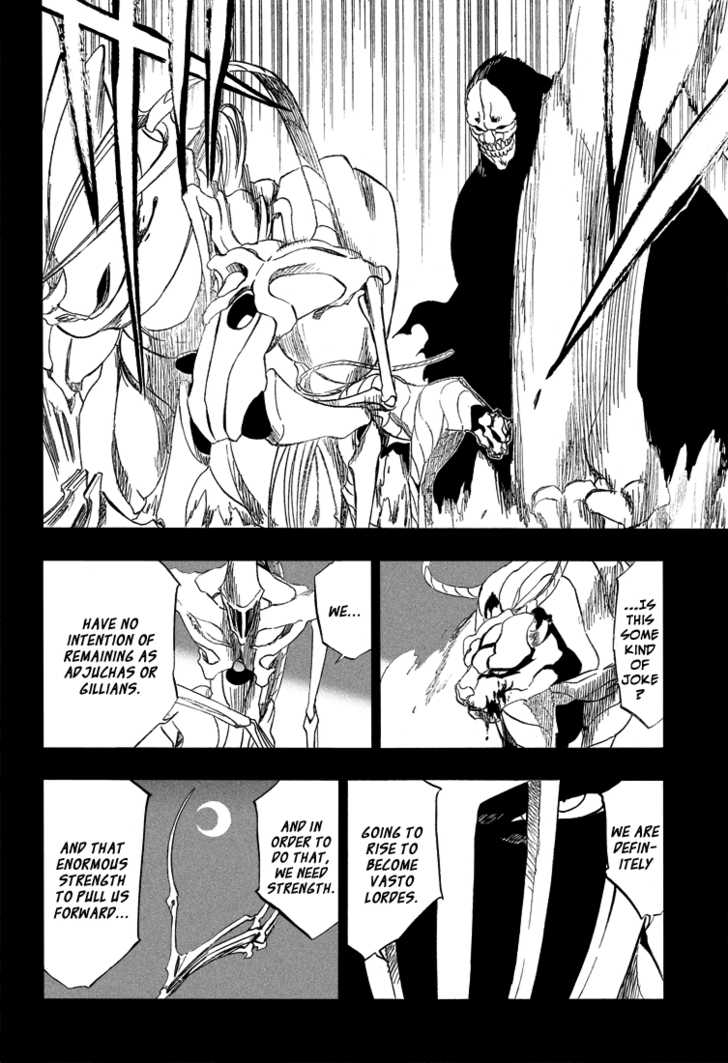 ...IS
THIS
SOME
KIND
OF
JOKE
?
WE...
HAVE NO
INTENTION OF
REMAINING AS
ADJUCHAS OR
GILLIANS.
WE ARE
DEFIN-
ITELY
GOING TO
RISE TO
BECOME
VASTO
LORDES.
AND IN
ORDER TO
DO THAT,
WE NEED
STRENGTH.
AND THAT
ENORMOUS
STRENGTH
TO PULL US
FORWARD...